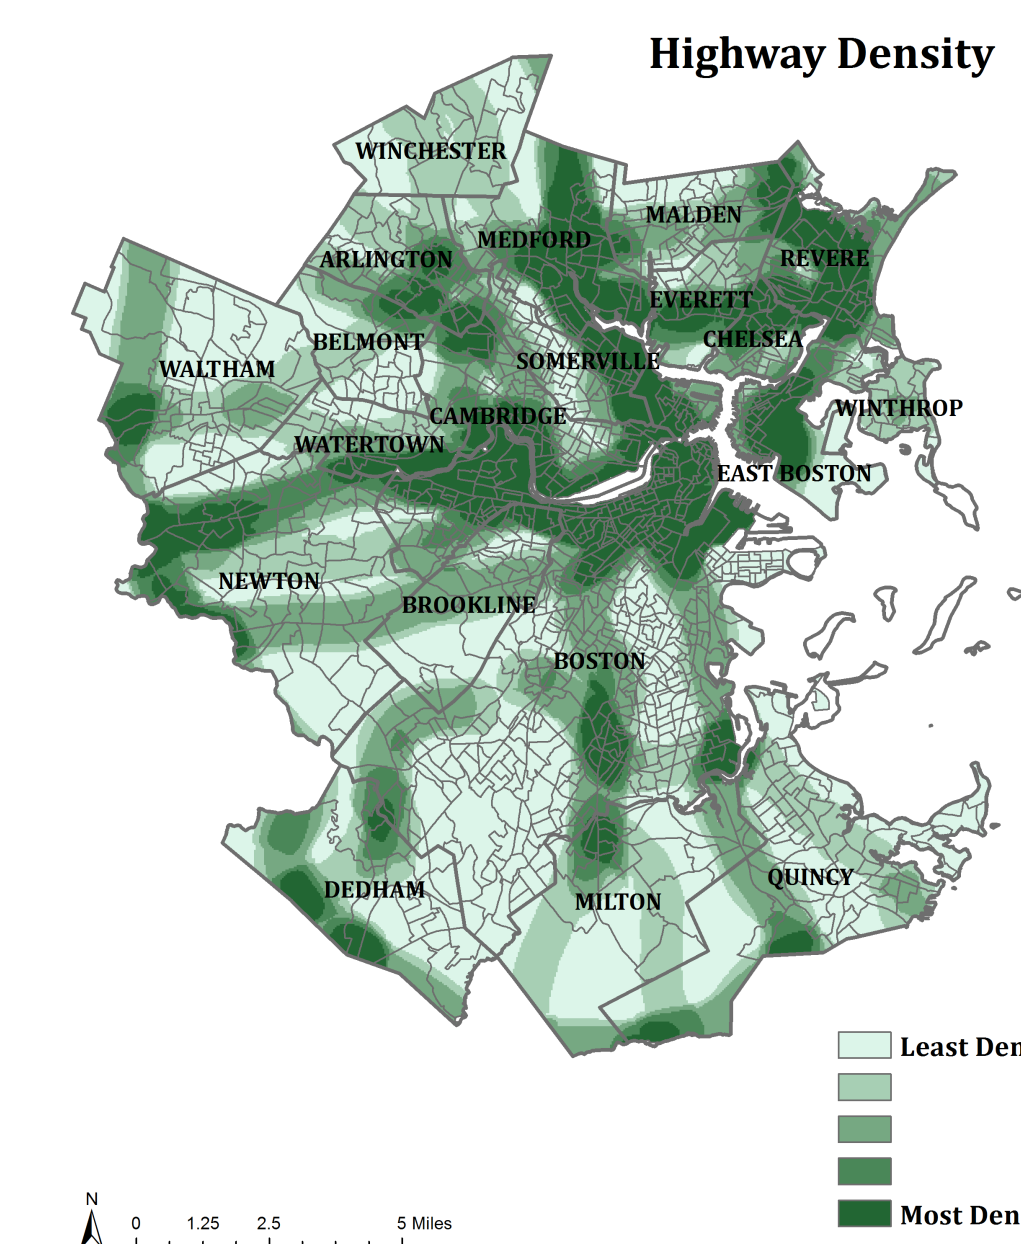 Highway Density
WINCHESTER
MALDEN
MEDFORD
ARLINGTON
REVERE
EVERETT
CHELSEA
BELMONT
SOMERVILLE
WALTHAM
WINTHROP
CAMBRIDGE
WATERTOWN
EAST BOSTON
NEWTON
BROOKLINE
BOSTON
QUINCY
DEDHAM
MILTON
Least Den
Most Den
N
0 1.25 2.5 5 Miles